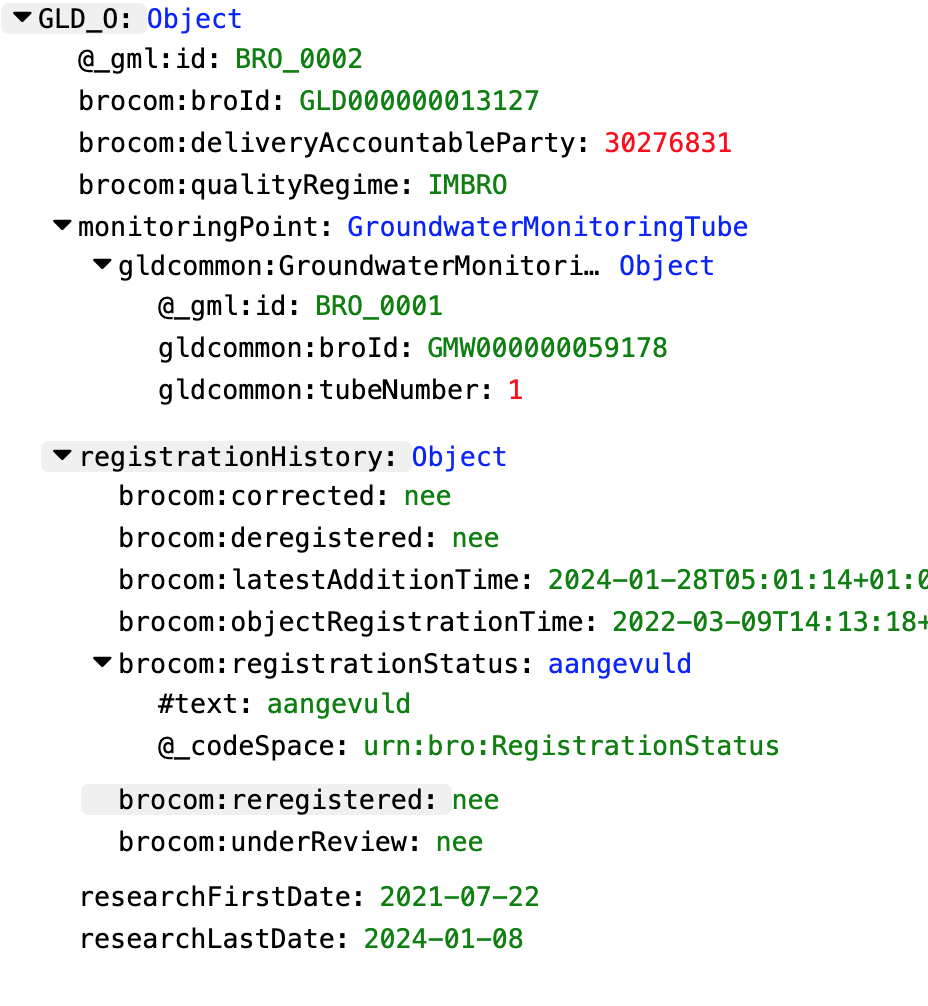 GLD_O: Object
@_gml:id: BRO_0002
brocom:broId: GLD000000013127
brocom:deliveryAccountableParty: 30276831
brocom:qualityRegime: IMBRO
monitoringPoint: GroundwaterMonitoringTube
gldcommon:GroundwaterMonitori… Object
@_gml:id: BRO_0001
gldcommon:broId: GMW000000059178
gldcommon:tubeNumber: 1
registrationHistory: Object
brocom:corrected: nee
brocom:deregistered: nee
brocom:latestAdditionTime: 2024-01-28T05:01:14+01:0
brocom:objectRegistrationTime: 2022-03-09T14:13:18+
brocom:registrationStatus: aangevuld
#text: aangevuld
@_codeSpace: urn:bro:RegistrationStatus
brocom:reregistered: nee
brocom:underReview: nee
researchFirstDate: 2021-07-22
researchLastDate: 2024-01-08